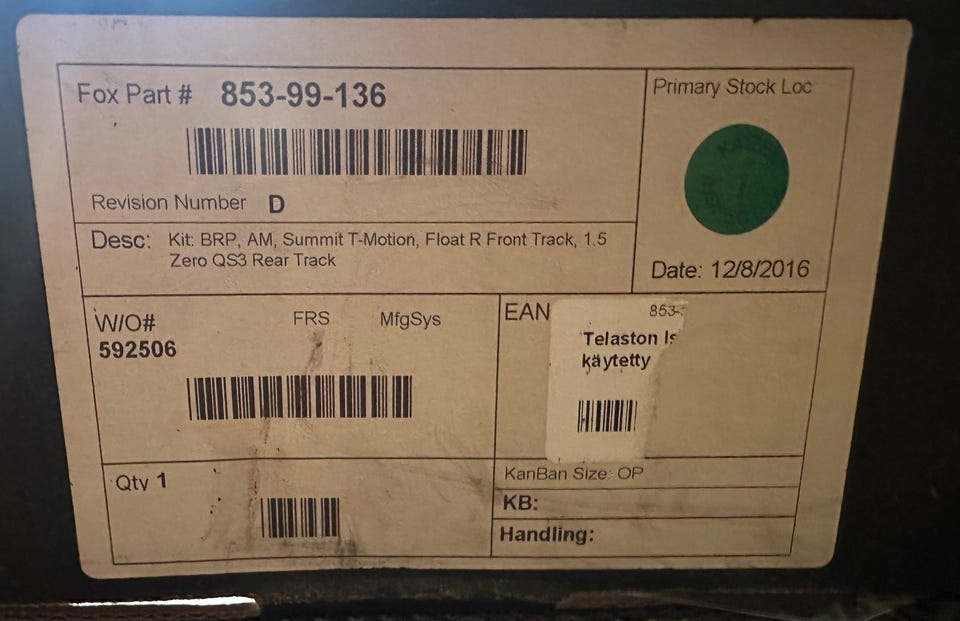 Fox Part # 853-99-136
Primary Stock Loc
Revision Number D
Desc: Kit: BRP, AM, Summit T-Motion, Float R Front Track, 1.5
Zero QS3 Rear Track
Date: 12/8/2016
W/O# FRS MfgSys
592506
EAN
853-
Telaston
käytetty
Qty 1
KanBan Size: OP
KB:
Handling: